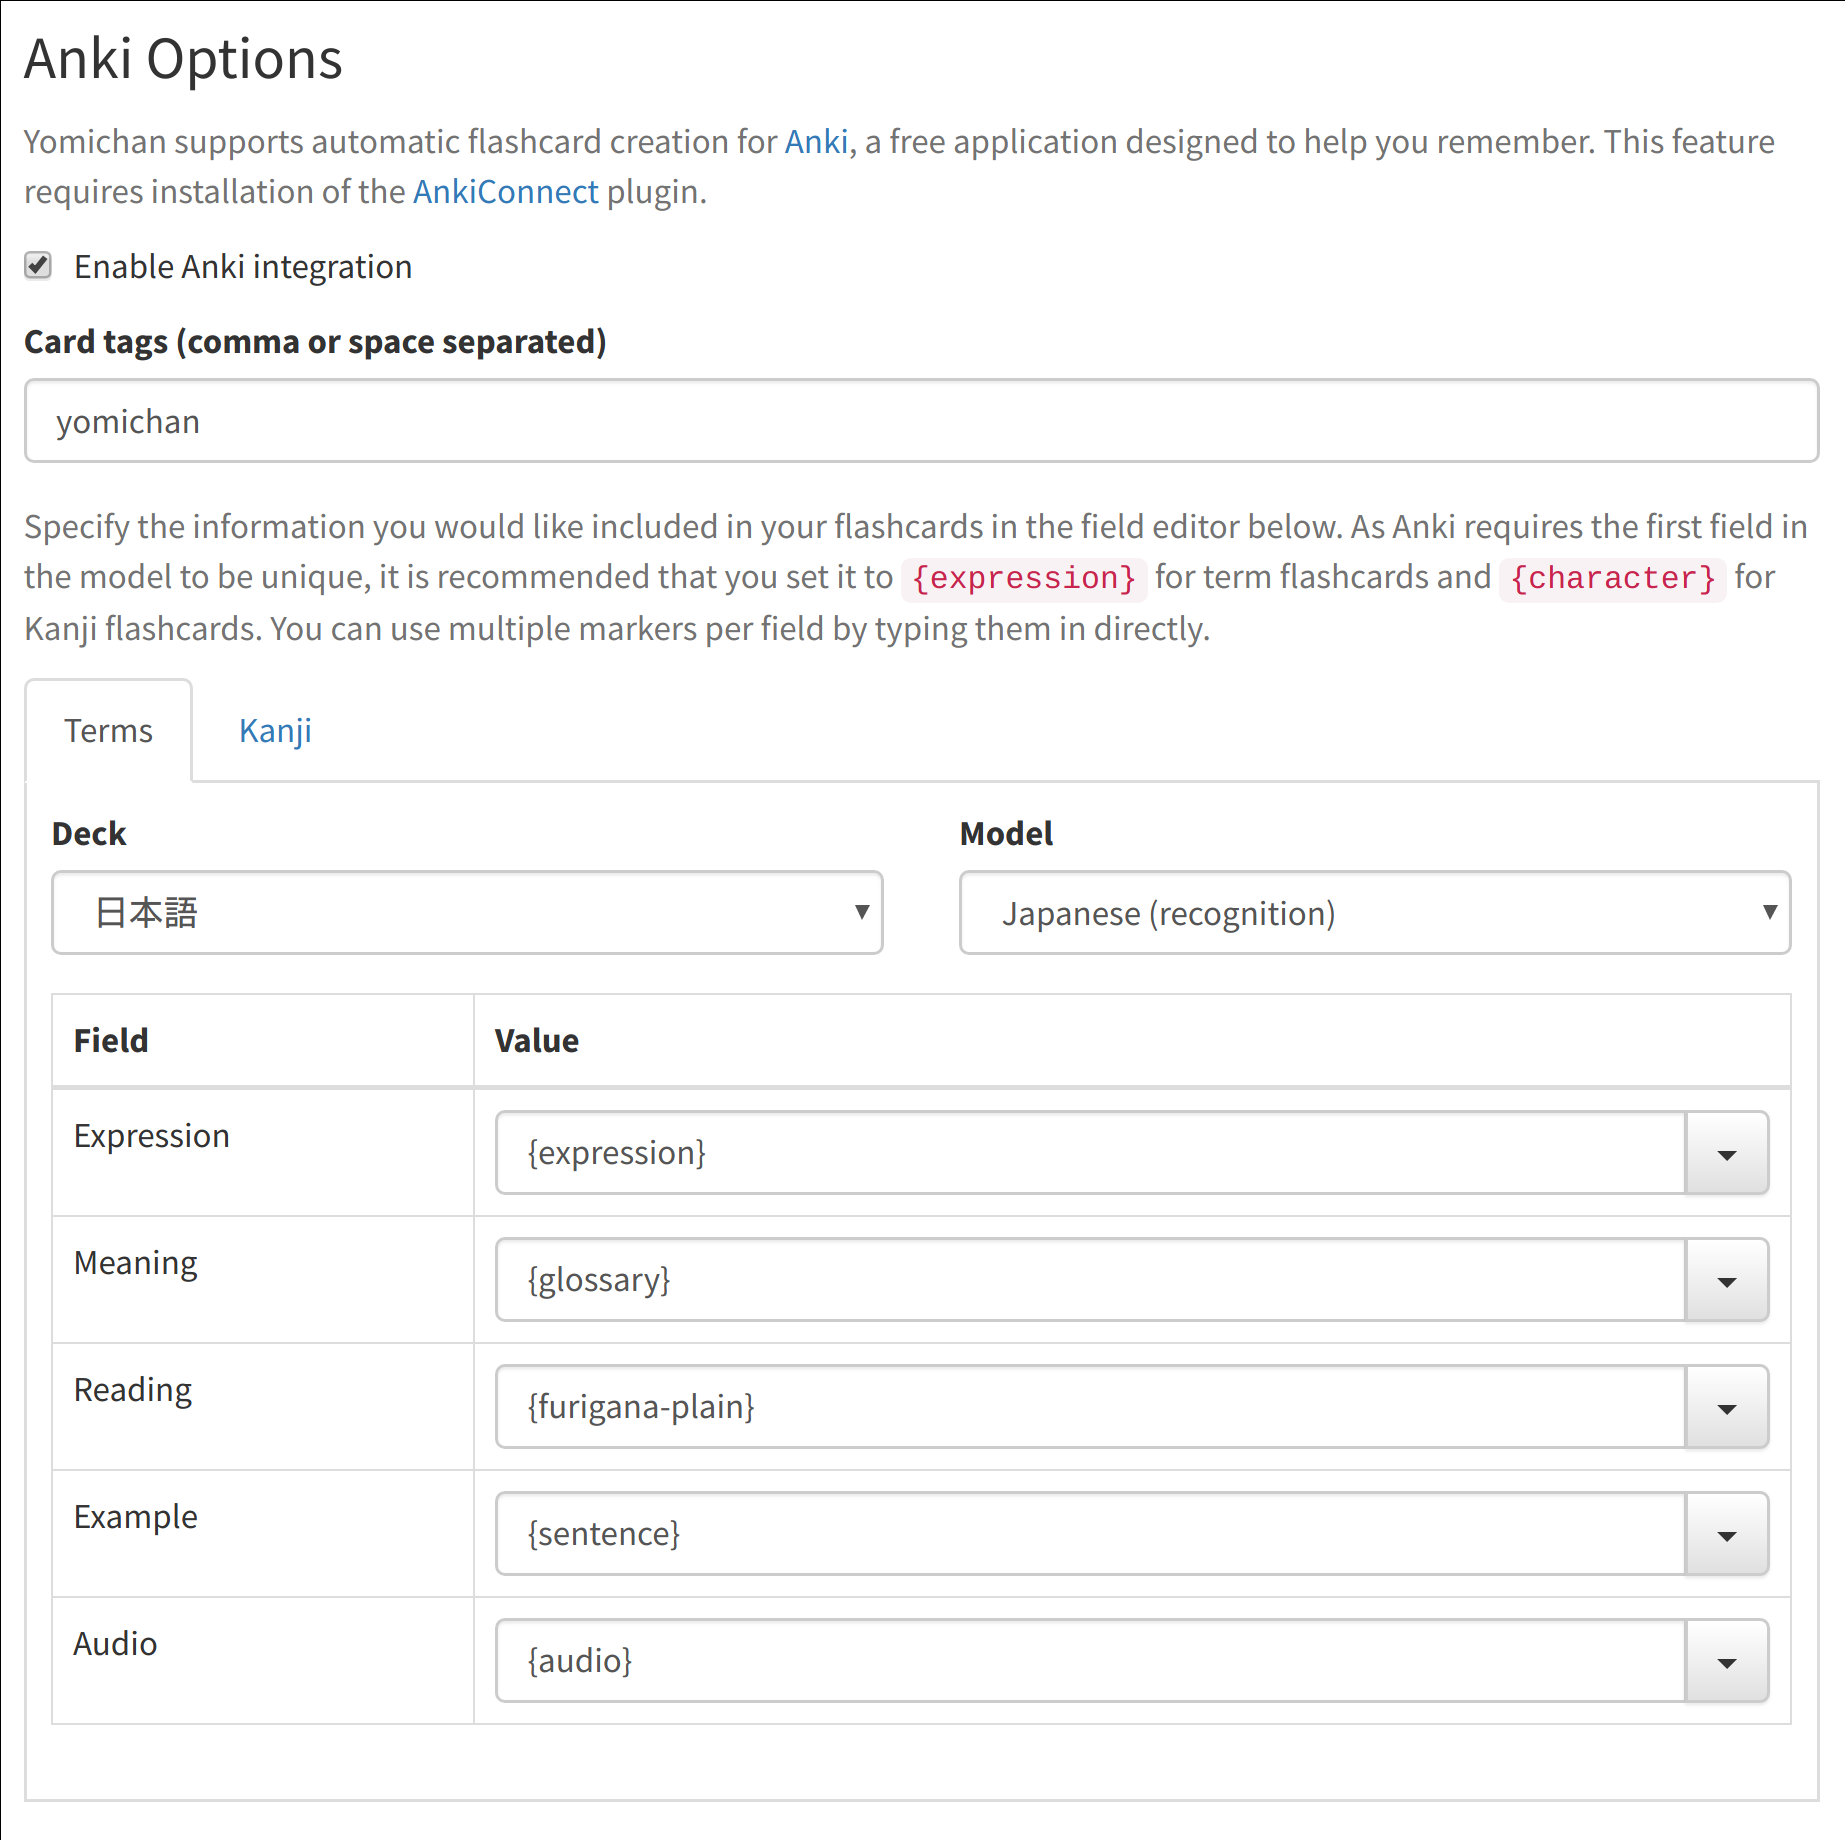 Anki Options
Yomichan supports automatic flashcard creation for Anki, a free application designed to help you remember. This feature
requires installation of the AnkiConnect plugin.
Enable Anki integration
Card tags (comma or space separated)
yomichan
Specify the information you would like included in your flashcards in the field editor below. As Anki requires the first field in
the model to be unique, it is recommended that you set it to {expression} for term flashcards and {character} for
Kanji flashcards. You can use multiple markers per field by typing them in directly.
Terms Kanji
Deck Model
日本語 Japanese (recognition)
Field Value
Expression {expression}
Meaning {glossary}
Reading {furigana-plain}
Example {sentence}
Audio {audio}